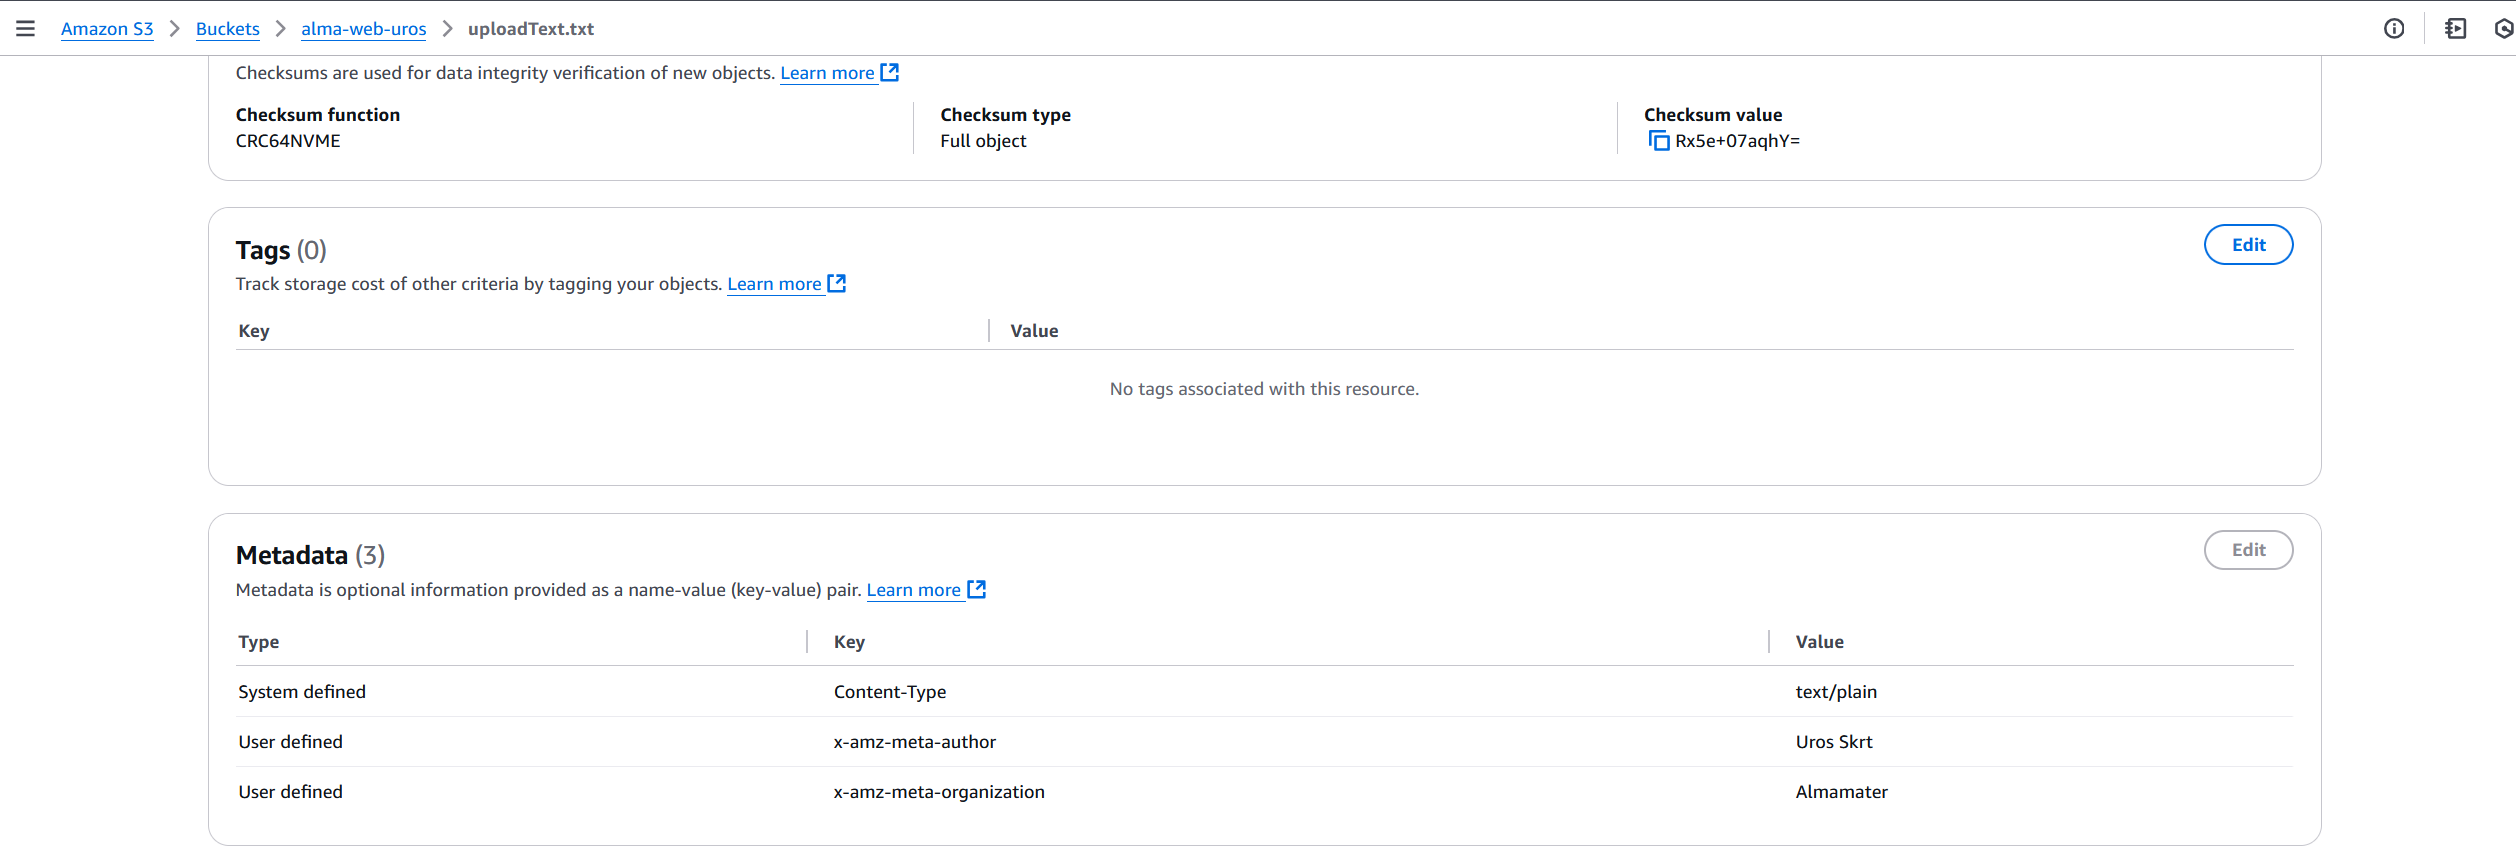 Amazon S3 > Buckets > alma-web-uros > uploadText.txt
Checksums are used for data integrity verification of new objects. Learn more
Checksum function Checksum type Checksum value
CRC64NVME Full object Rx5e+07aqhY=
Tags (0) Edit
Track storage cost of other criteria by tagging your objects. Learn more
Key Value
No tags associated with this resource.
Metadata (3) Edit
Metadata is optional information provided as a name-value (key-value) pair. Learn more
Type Key Value
System defined Content-Type text/plain
User defined x-amz-meta-author Uros Skrt
User defined x-amz-meta-organization Almamater